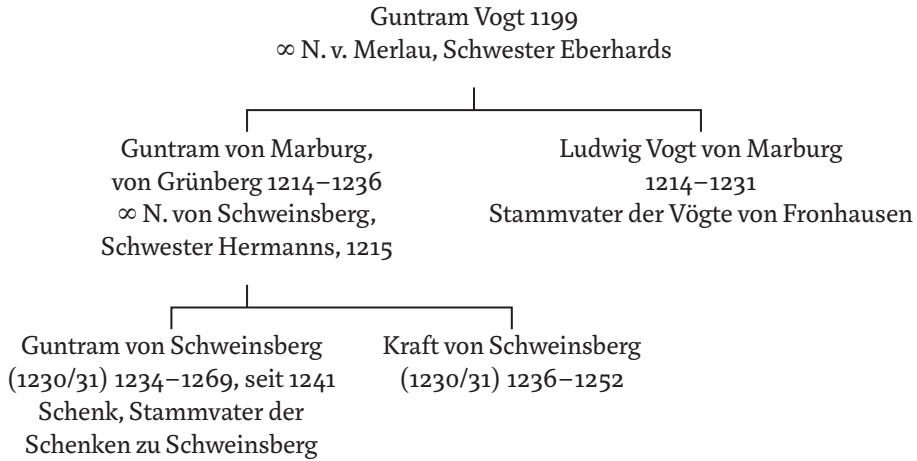 Guntram Vogt 1199
∞ N. v. Merlau, Schwester Eberhards
Guntram von Marburg,
von Grünberg 1214–1236
∞ N. von Schweinsberg,
Schwester Hermanns, 1215
Ludwig Vogt von Marburg
1214–1231
Stammvater der Vögte von Fronhausen
Guntram von Schweinsberg
(1230/31) 1234–1269, seit 1241
Schenk, Stammvater der
Schenken zu Schweinsberg
Kraft von Schweinsberg
(1230/31) 1236–1252